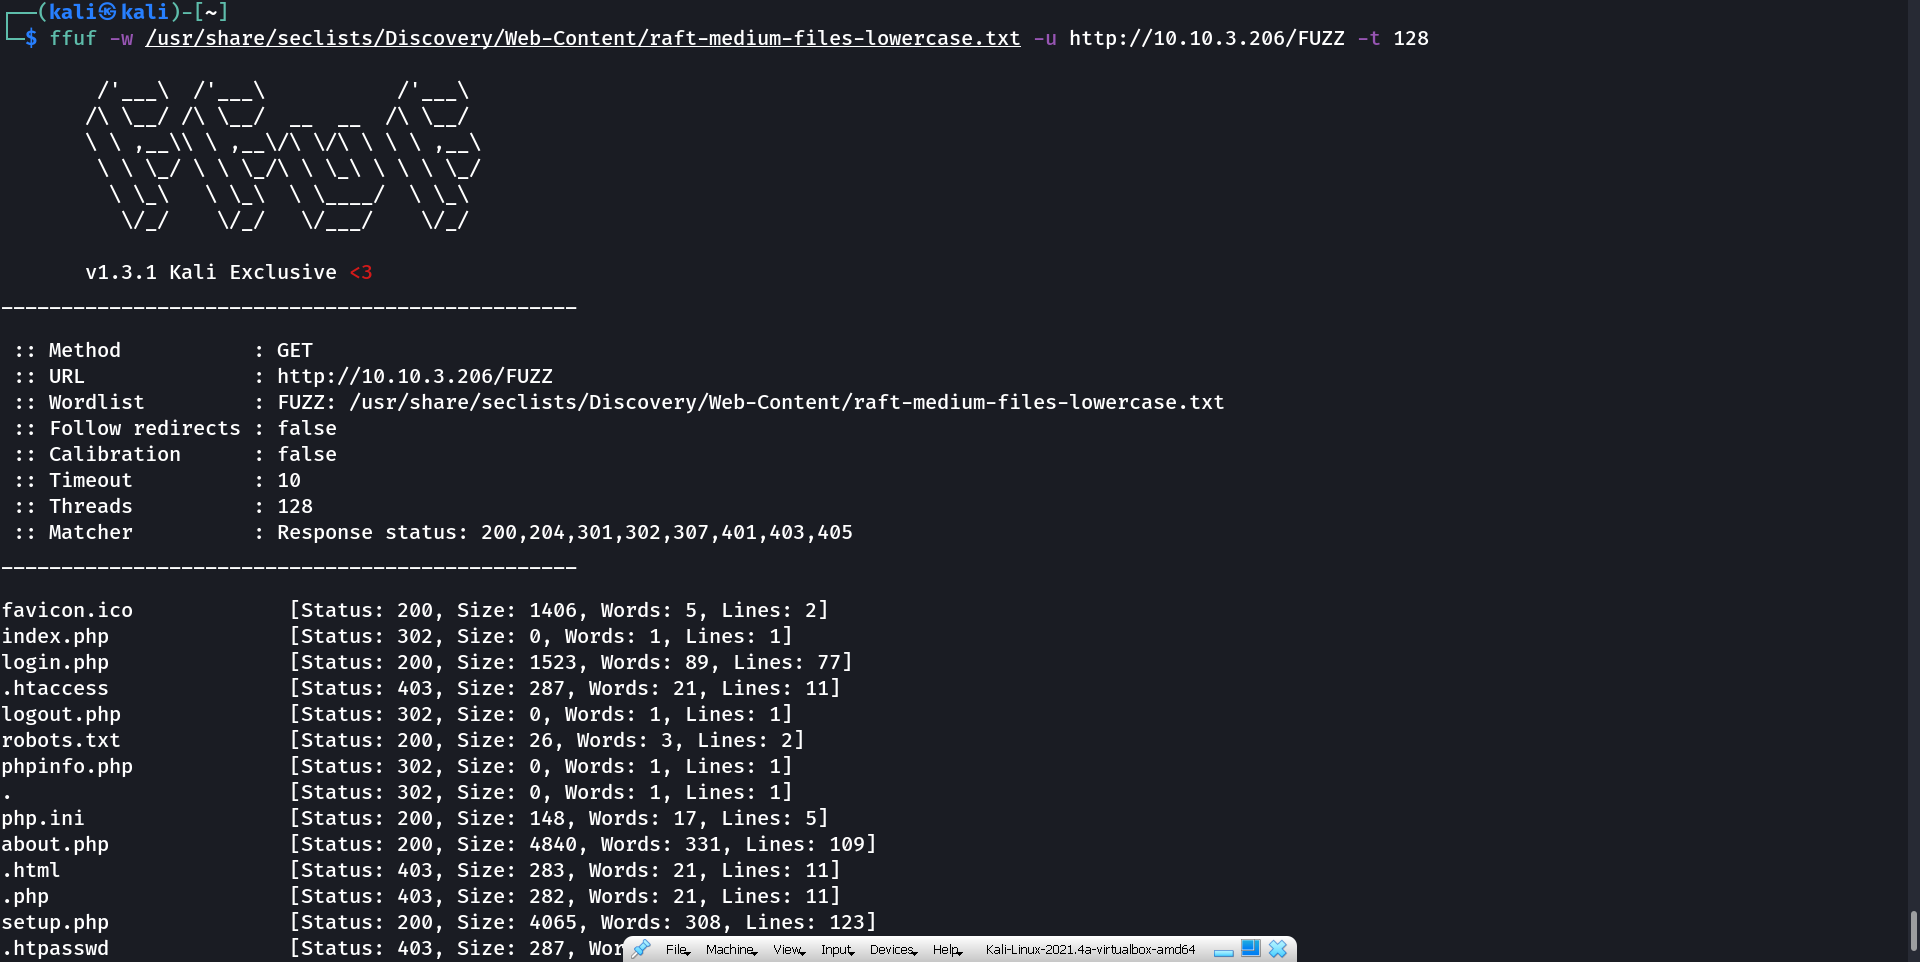 ┌──(kali㉿kali)-[~]
└─$ ffuf -w /usr/share/seclists/Discovery/Web-Content/raft-medium-files-lowercase.txt -u http://10.10.3.206/FUZZ -t 128
        /'___\  /'___\           /'___\
       /\ \__/ /\ \__/  __  __  /\ \__/
       \ \ ,__\\ \ ,__\/\ \/\ \ \ \ ,__\
        \ \ \_/ \ \ \_/\ \ \_\ \ \ \ \_/
         \ \_\   \ \_\  \ \____/  \ \_\
          \/_/    \/_/   \/___/    \/_/
       v1.3.1 Kali Exclusive <3
________________________________________________
 :: Method           : GET
 :: URL              : http://10.10.3.206/FUZZ
 :: Wordlist         : FUZZ: /usr/share/seclists/Discovery/Web-Content/raft-medium-files-lowercase.txt
 :: Follow redirects : false
 :: Calibration      : false
 :: Timeout          : 10
 :: Threads          : 128
 :: Matcher          : Response status: 200,204,301,302,307,401,403,405
________________________________________________
favicon.ico             [Status: 200, Size: 1406, Words: 5, Lines: 2]
index.php               [Status: 302, Size: 0, Words: 1, Lines: 1]
login.php               [Status: 200, Size: 1523, Words: 89, Lines: 77]
.htaccess               [Status: 403, Size: 287, Words: 21, Lines: 11]
logout.php              [Status: 302, Size: 0, Words: 1, Lines: 1]
robots.txt              [Status: 200, Size: 26, Words: 3, Lines: 2]
phpinfo.php             [Status: 302, Size: 0, Words: 1, Lines: 1]
.                       [Status: 302, Size: 0, Words: 1, Lines: 1]
php.ini                 [Status: 200, Size: 148, Words: 17, Lines: 5]
about.php               [Status: 200, Size: 4840, Words: 331, Lines: 109]
.html                   [Status: 403, Size: 283, Words: 21, Lines: 11]
.php                    [Status: 403, Size: 282, Words: 21, Lines: 11]
setup.php               [Status: 200, Size: 4065, Words: 308, Lines: 123]
.htpasswd               [Status: 403, Size: 287,
File Machine View Input Devices Help Kali-Linux-2021.4a-virtualbox-amd64